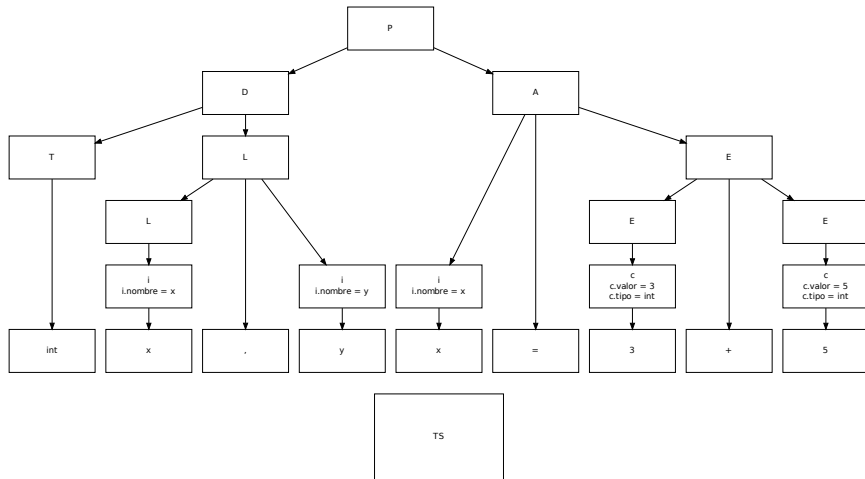 P
D
A
T
L
E
L
E
E
i
i.nombre = x
i
i.nombre = y
i
i.nombre = x
c
c.valor = 3
c.tipo = int
c
c.valor = 5
c.tipo = int
int
x
,
y
x
=
3
+
5
TS